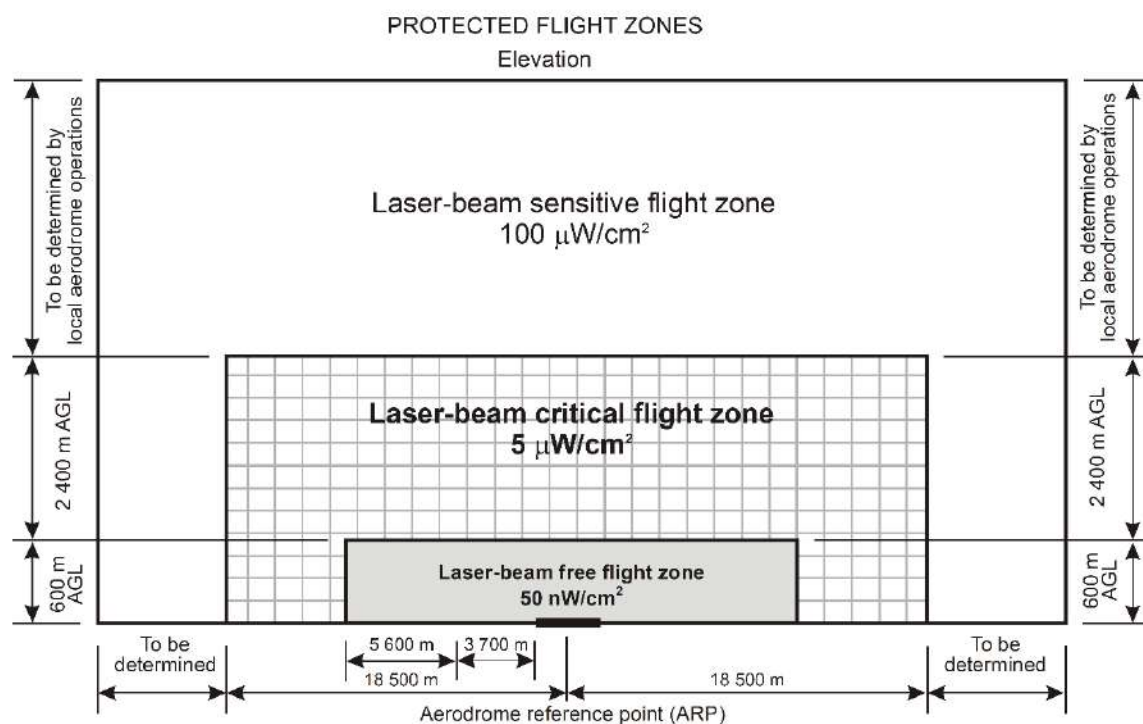 PROTECTED FLIGHT ZONES
Elevation
To be determined by
local aerodrome operations
Laser-beam sensitive flight zone
100 μW/cm²
To be determined by
local aerodrome operations
2 400 m AGL
Laser-beam critical flight zone
5 μW/cm²
2 400 m AGL
600 m
AGL
Laser-beam free flight zone
50 nW/cm²
600 m
AGL
To be
determined
5 600 m
3 700 m
18 500 m
18 500 m
To be
determined
Aerodrome reference point (ARP)